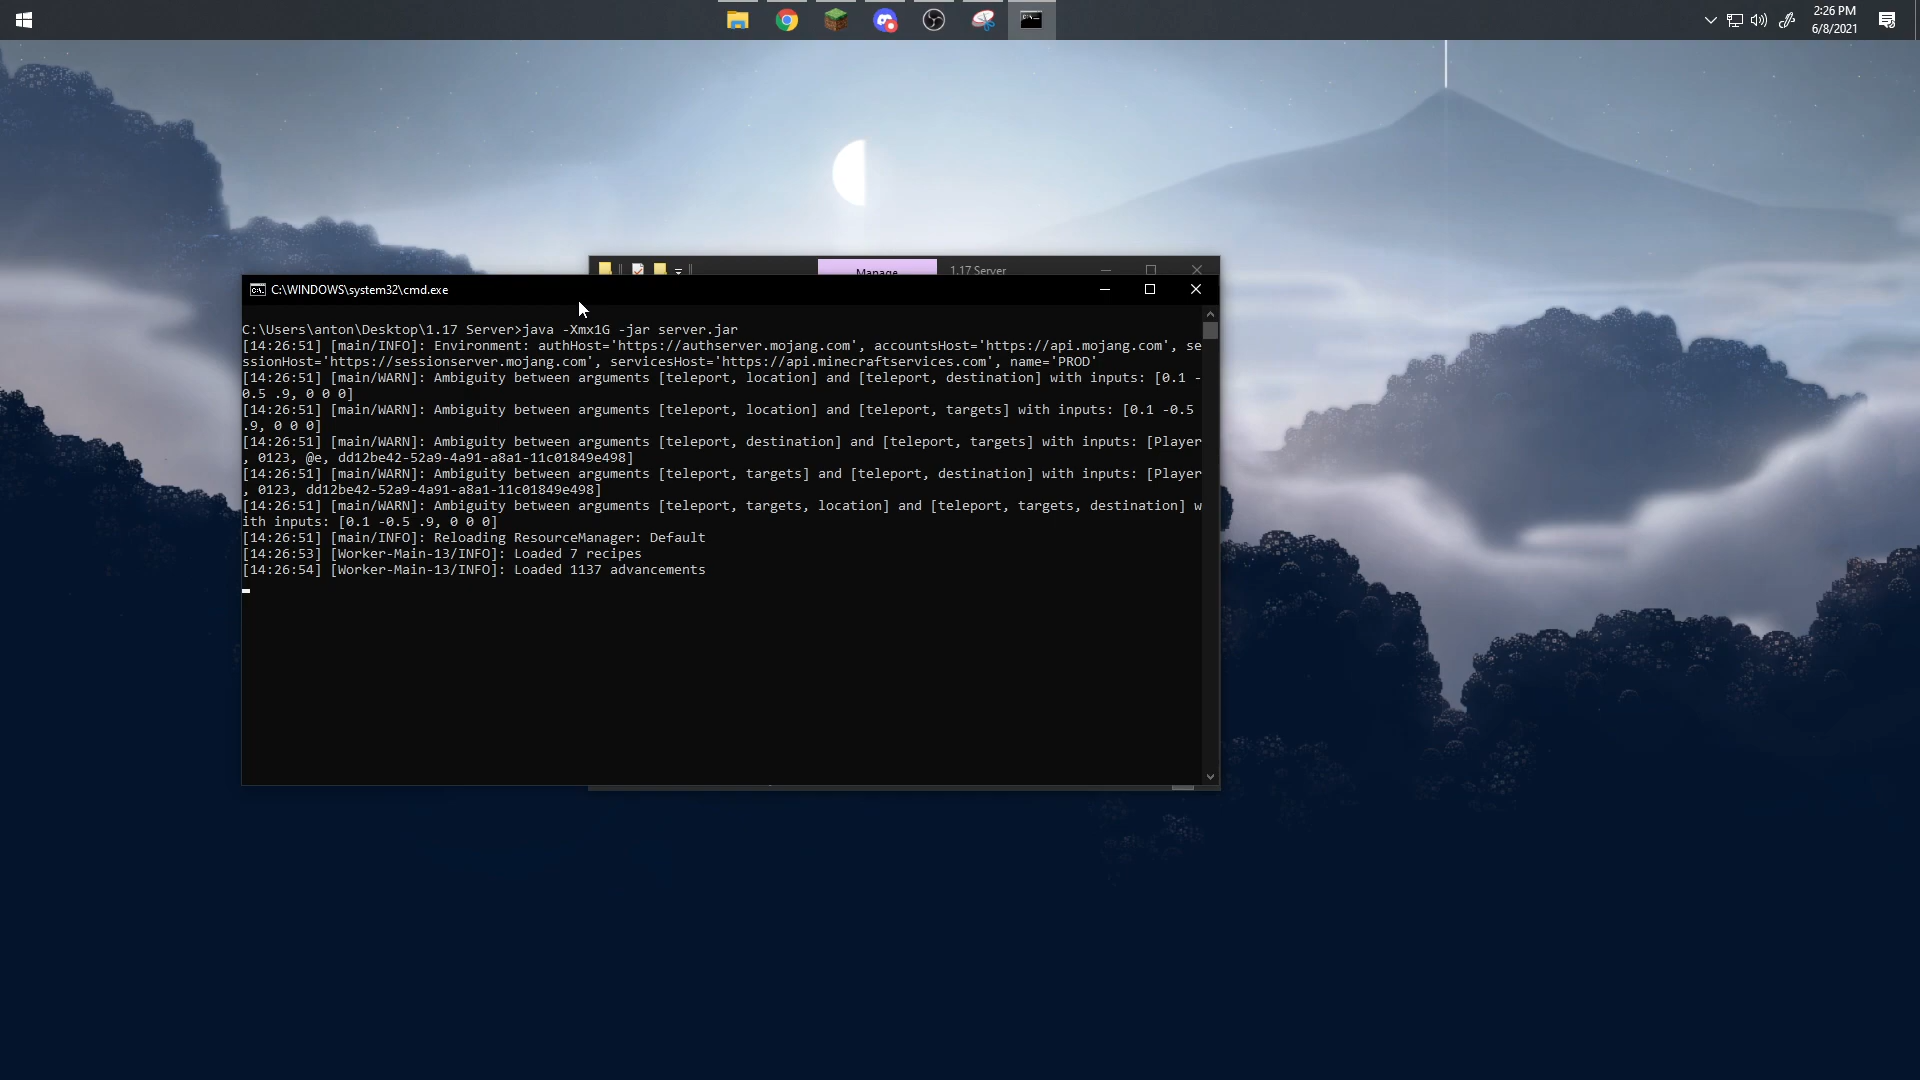 2:26 PM
6/8/2021
Manage
1.17 Server
C:\WINDOWS\system32\cmd.exe
C:\Users\anton\Desktop\1.17 Server>java -Xmx1G -jar server.jar
[14:26:51] [main/INFO]: Environment: authHost='https://authserver.mojang.com', accountsHost='https://api.mojang.com', se
ssionHost='https://sessionserver.mojang.com', servicesHost='https://api.minecraftservices.com', name='PROD'
[14:26:51] [main/WARN]: Ambiguity between arguments [teleport, location] and [teleport, destination] with inputs: [0.1 -
0.5 .9, 0 0 0]
[14:26:51] [main/WARN]: Ambiguity between arguments [teleport, location] and [teleport, targets] with inputs: [0.1 -0.5
.9, 0 0 0]
[14:26:51] [main/WARN]: Ambiguity between arguments [teleport, destination] and [teleport, targets] with inputs: [Player
, 0123, @e, dd12be42-52a9-4a91-a8a1-11c01849e498]
[14:26:51] [main/WARN]: Ambiguity between arguments [teleport, targets] and [teleport, destination] with inputs: [Player
, 0123, dd12be42-52a9-4a91-a8a1-11c01849e498]
[14:26:51] [main/WARN]: Ambiguity between arguments [teleport, targets, location] and [teleport, targets, destination] w
ith inputs: [0.1 -0.5 .9, 0 0 0]
[14:26:51] [main/INFO]: Reloading ResourceManager: Default
[14:26:53] [Worker-Main-13/INFO]: Loaded 7 recipes
[14:26:54] [Worker-Main-13/INFO]: Loaded 1137 advancements